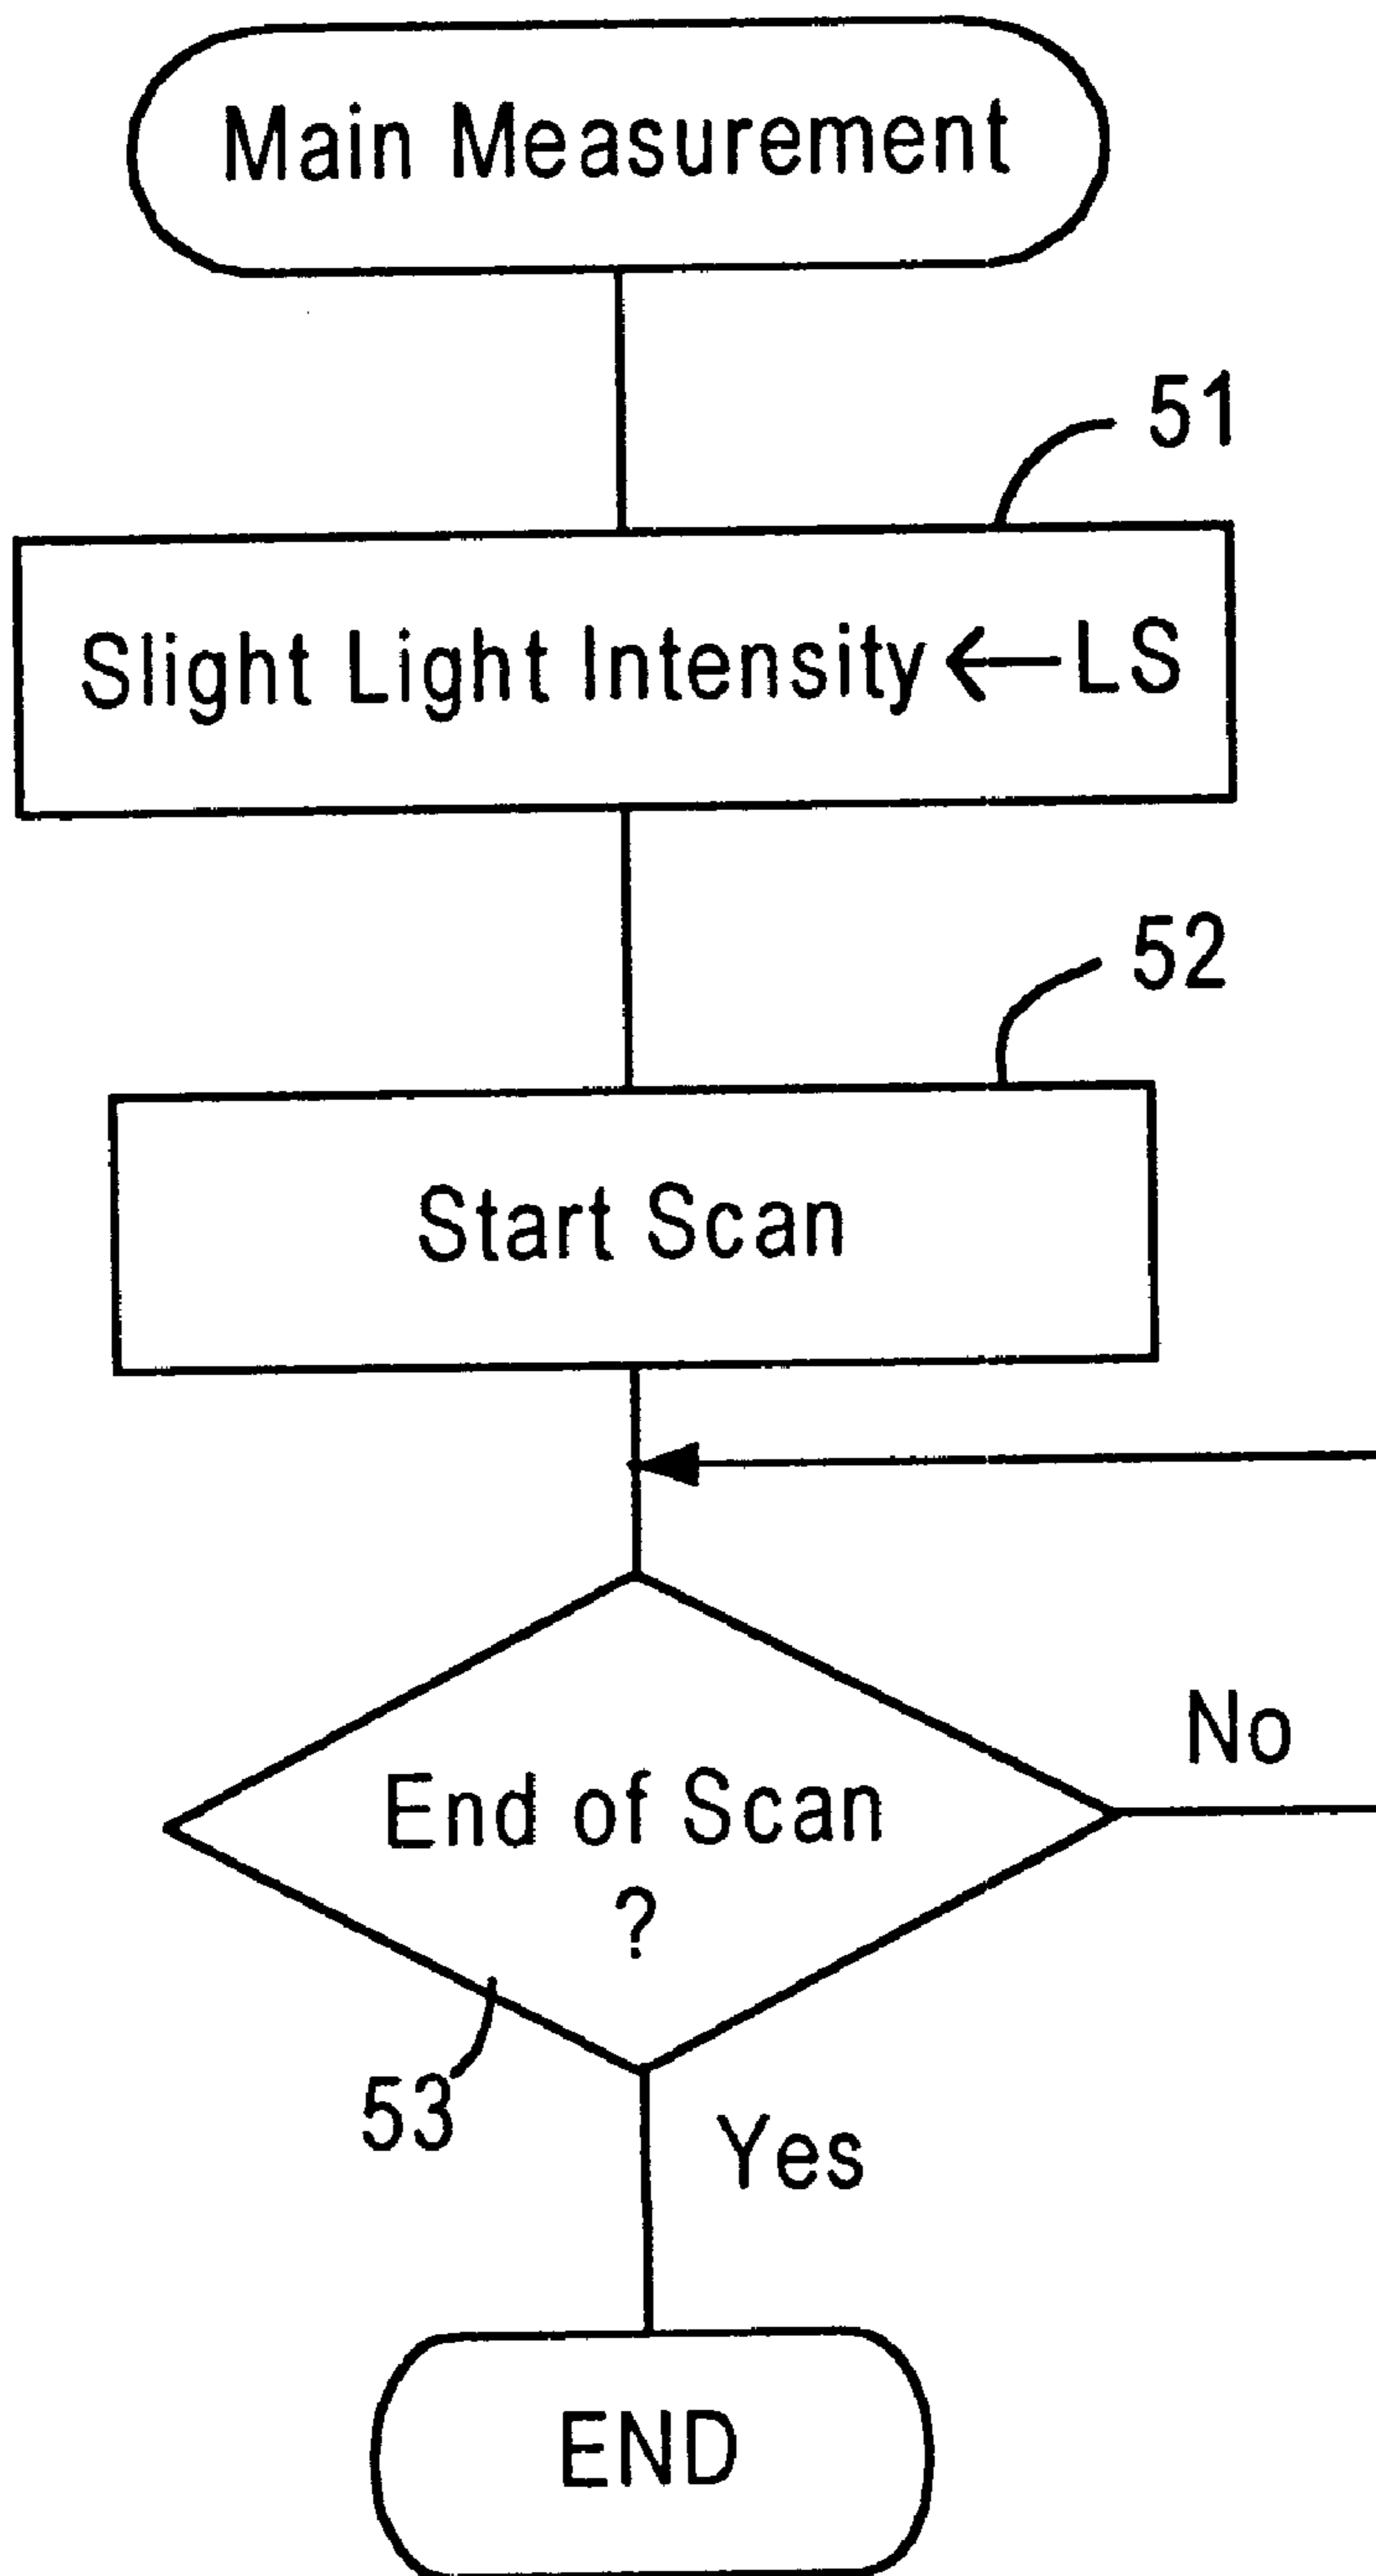 Main Measurement
51
Slight Light Intensity ← LS
52
Start Scan
No
End of Scan
?
53
Yes
END